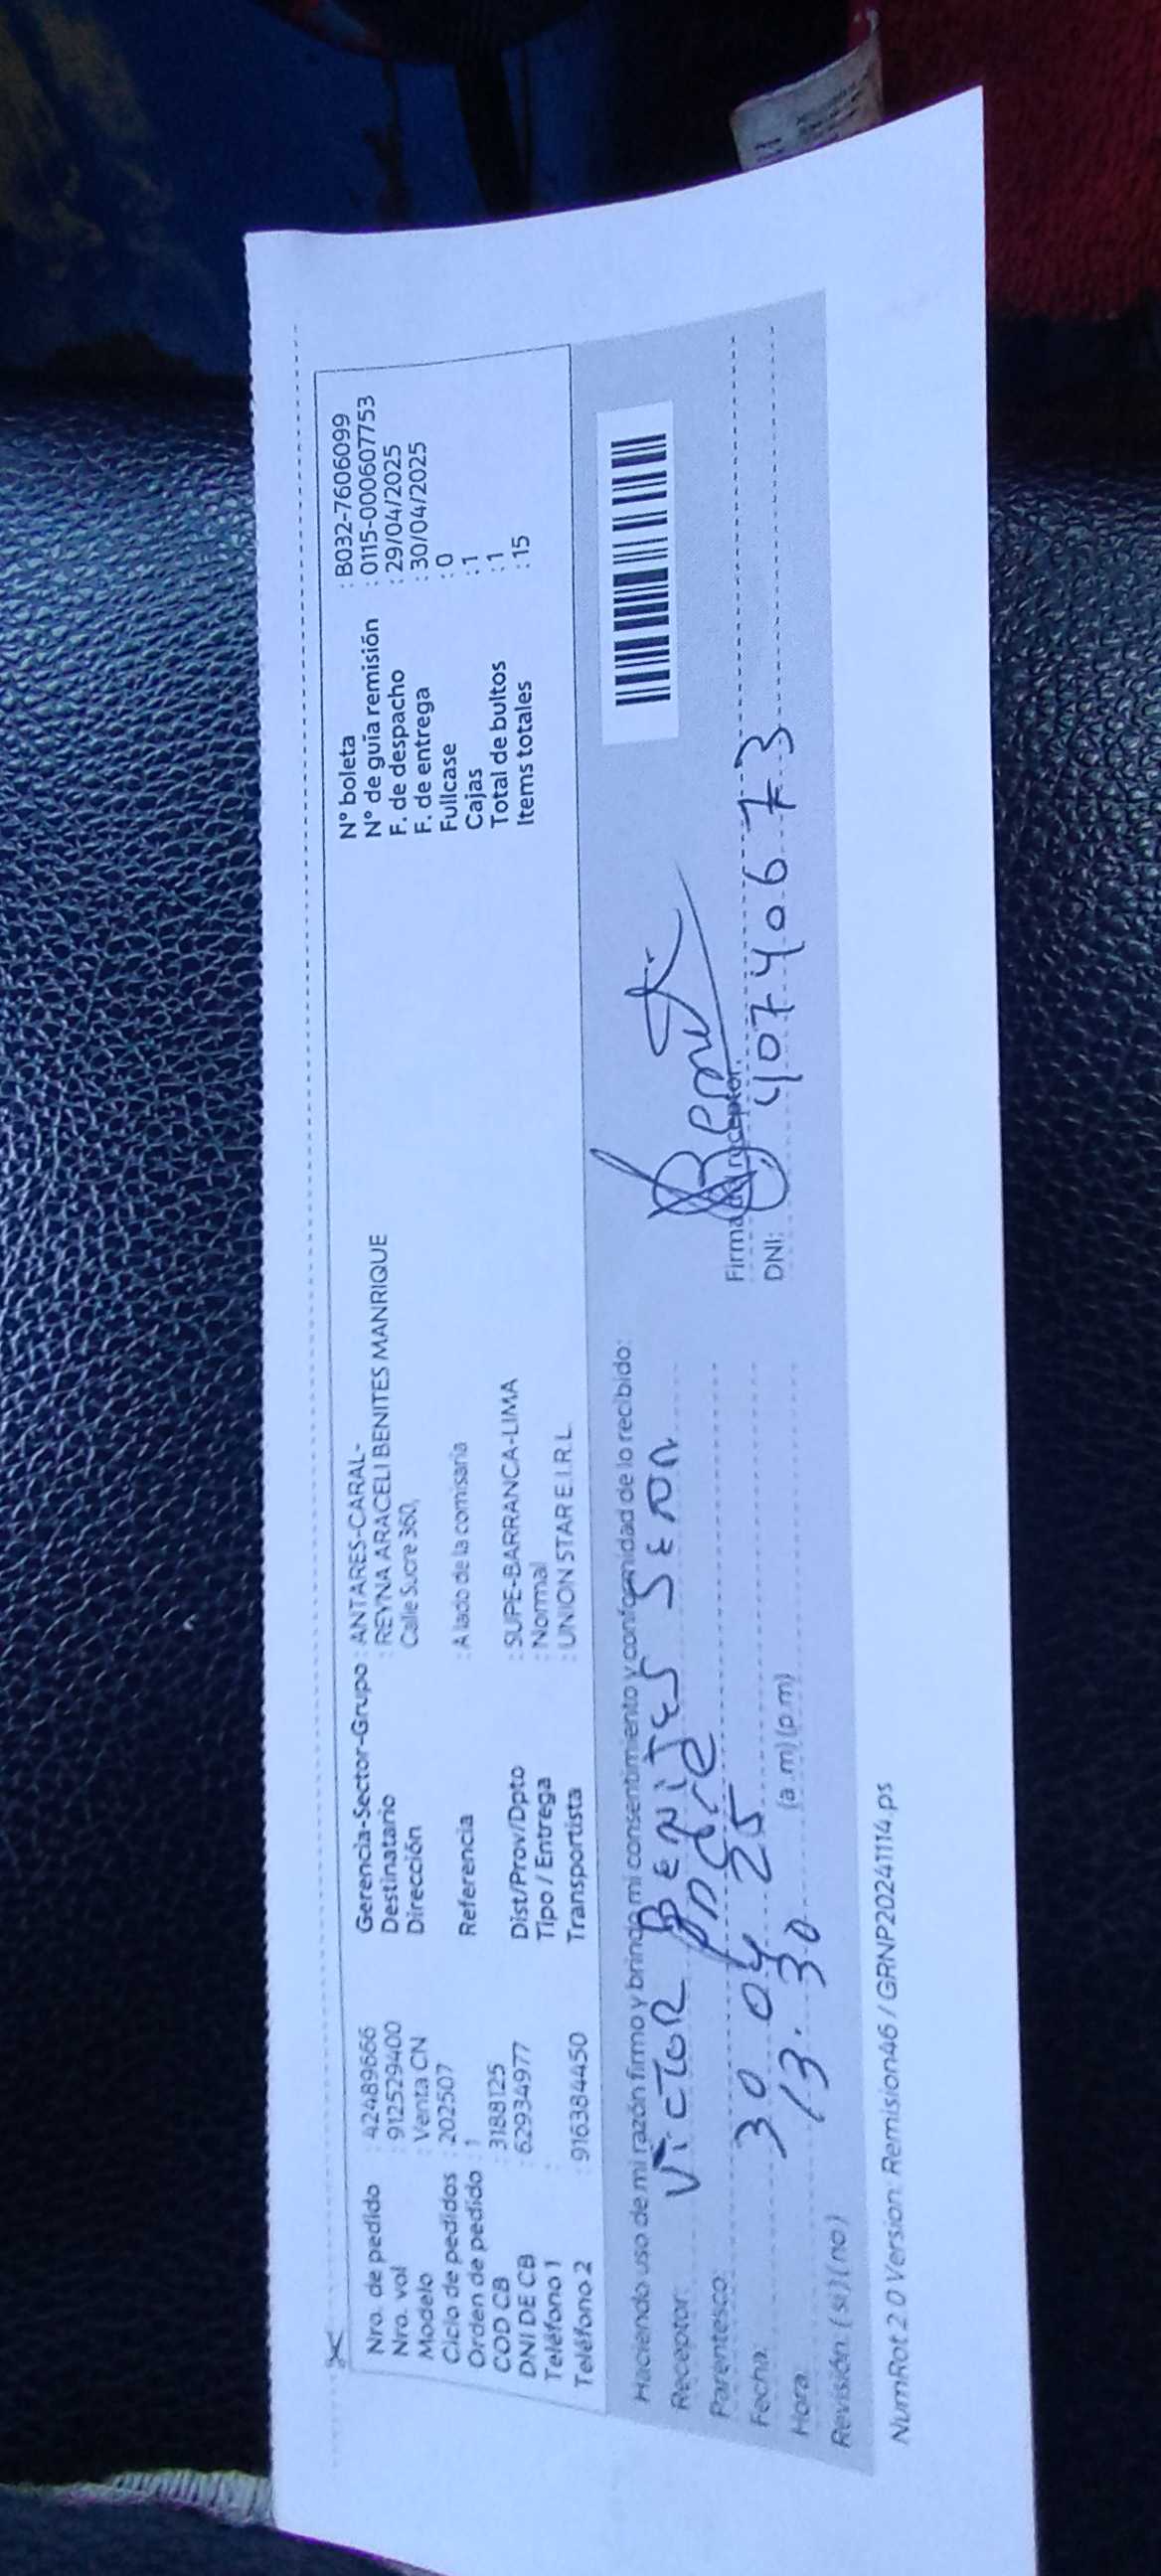 Nro. de pedido : 42489666
Nro. vol : 912529400
Modelo : Venta CN
Ciclo de pedidos : 202507
Orden de pedido : 1
COD CB : 3188125
DNI DE CB : 62934977
Teléfono 1 :
Teléfono 2 : 916384450
Gerencia-Sector-Grupo : ANTARES-CARAL-
Destinatario : REYNA ARACELI BENITES MANRIQUE
Dirección Calle Sucre 360,
Referencia : A lado de la comisaria
Dist/Prov/Dpto : SUPE-BARRANCA-LIMA
Tipo / Entrega : Normal
Transportista : UNION STAR E.I.R.L.
N° boleta : B032-7606099
N° de guía remisión : 0115-000607753
F. de despacho : 29/04/2025
F. de entrega : 30/04/2025
Fullcase : 0
Cajas : 1
Total de bultos : 1
Items totales : 15
Haciendo uso de mi razón firmo y brindo mi consentimiento y conformidad de lo recibido:
Receptor: VICTOR BENITES
Parentesco: padre
Fecha: 30 04 25
Hora: 13.30 (a.m) (p.m)
Revisión: (si) (no)
Firma del receptor:
DNI: 40740673
NumRot 2.0 Version: Remision46 / GRNP20241114.ps